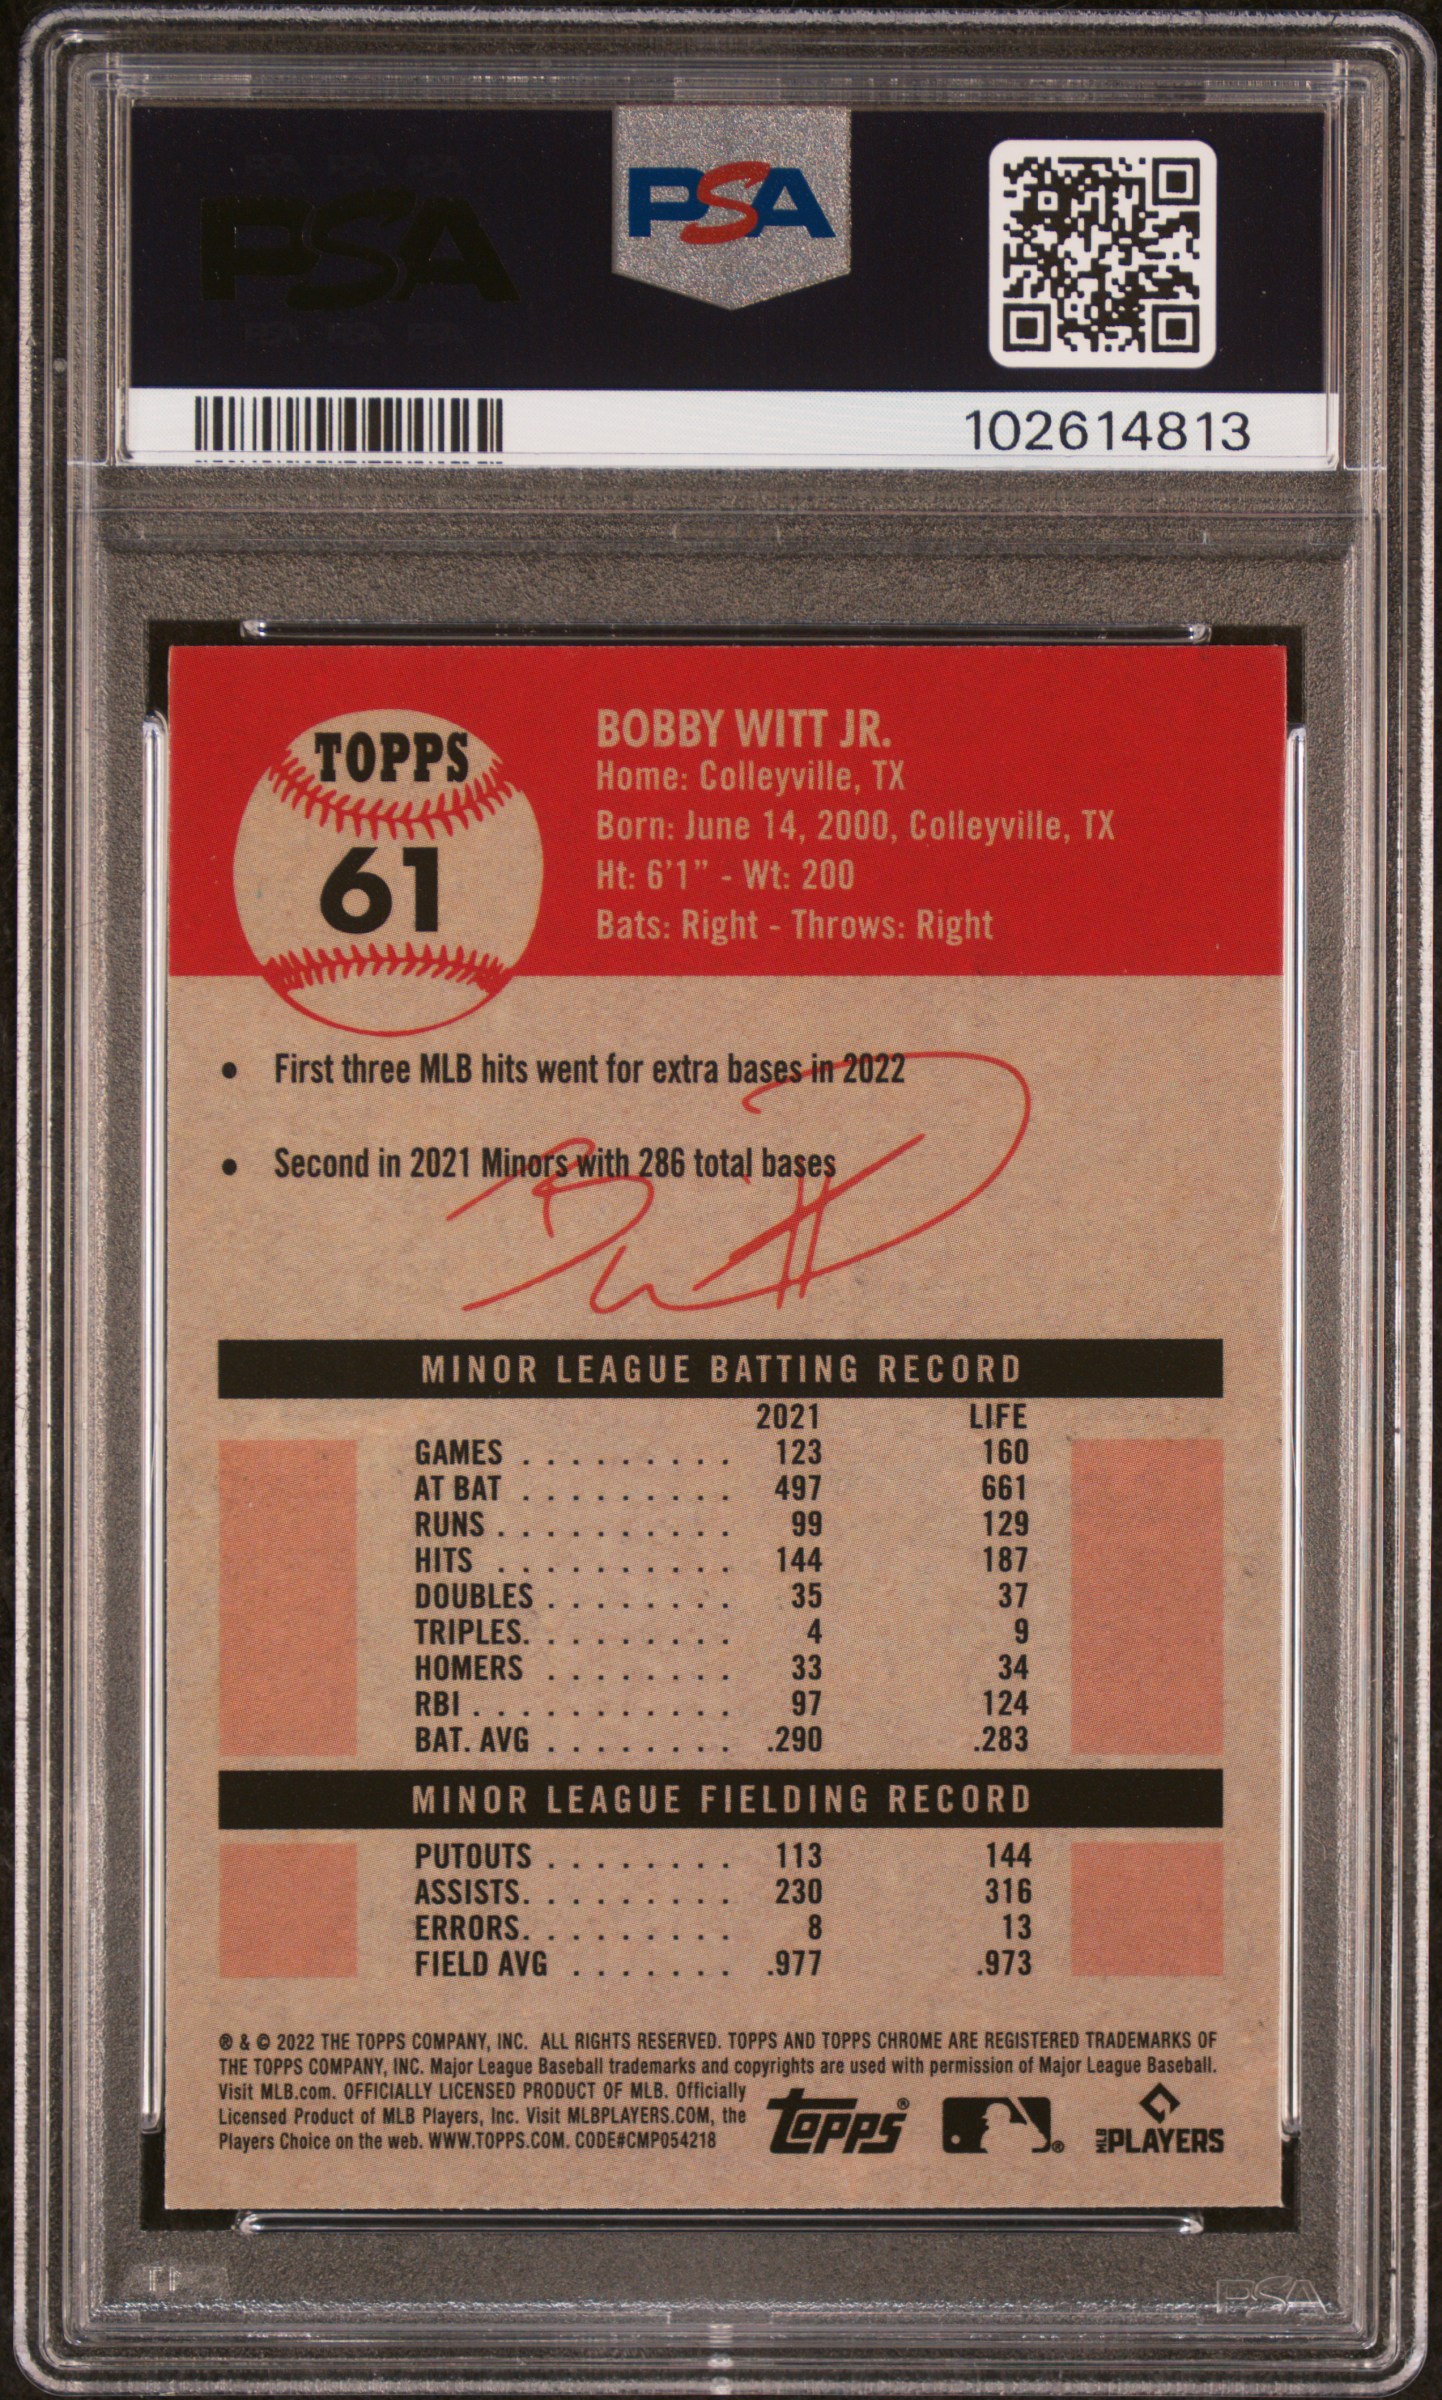 PSA
PSA
102614813
TOPPS
61
BOBBY WITT JR.
Home: Colleyville, TX
Born: June 14, 2000, Colleyville, TX
Ht: 6'1" - Wt: 200
Bats: Right - Throws: Right
• First three MLB hits went for extra bases in 2022
• Second in 2021 Minors with 286 total bases
MINOR LEAGUE BATTING RECORD
2021 LIFE
GAMES . . . . . . . . . 123 160
AT BAT . . . . . . . . . 497 661
RUNS . . . . . . . . . . 99 129
HITS . . . . . . . . . . 144 187
DOUBLES . . . . . . . . 35 37
TRIPLES. . . . . . . . . 4 9
HOMERS . . . . . . . . 33 34
RBI . . . . . . . . . . . 97 124
BAT. AVG . . . . . . . . .290 .283
MINOR LEAGUE FIELDING RECORD
PUTOUTS . . . . . . . . 113 144
ASSISTS. . . . . . . . . 230 316
ERRORS. . . . . . . . . 8 13
FIELD AVG . . . . . . . .977 .973
® & © 2022 THE TOPPS COMPANY, INC. ALL RIGHTS RESERVED. TOPPS AND TOPPS CHROME ARE REGISTERED TRADEMARKS OF
THE TOPPS COMPANY, INC. Major League Baseball trademarks and copyrights are used with permission of Major League Baseball.
Visit MLB.com. OFFICIALLY LICENSED PRODUCT OF MLB. Officially
Licensed Product of MLB Players, Inc. Visit MLBPLAYERS.COM, the
Players Choice on the web. WWW.TOPPS.COM. CODE#CMP054218
topps®
®
MLB PLAYERS
PSA